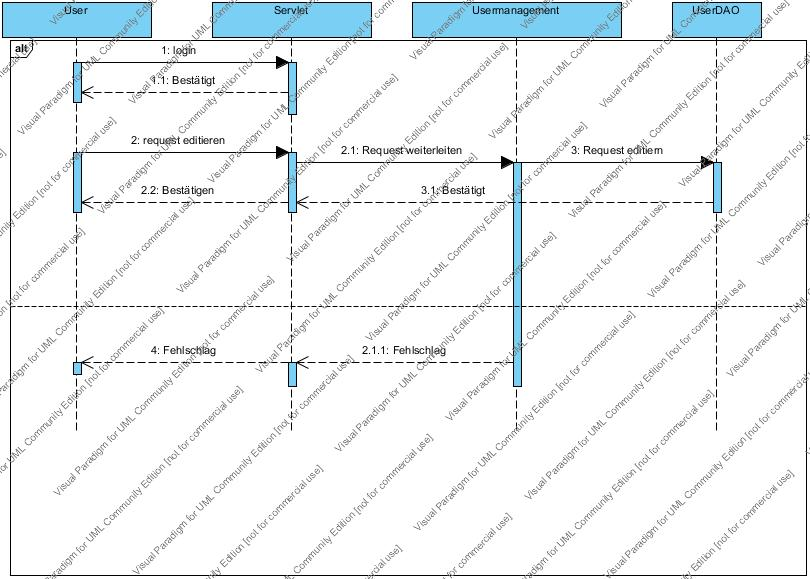 User
Servlet
Usermanagement
UserDAO
alt
1: login
1.1: Bestätigt
2: request editieren
2.1: Request weiterleiten
3: Request editiern
2.2: Bestätigen
3.1: Bestätigt
4: Fehlschlag
2.1.1: Fehlschlag
Visual Paradigm for UML Community Edition [not for commercial use]